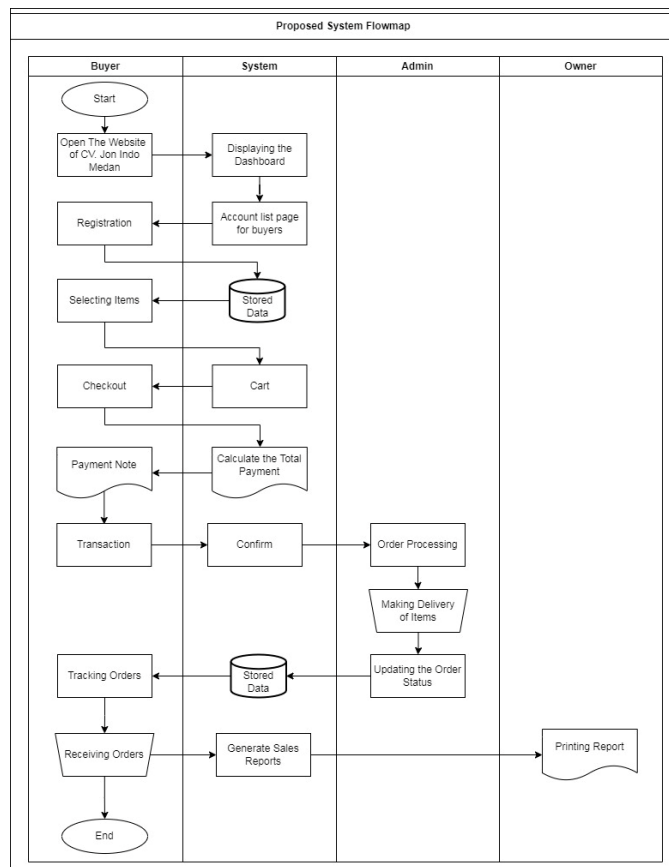 Proposed System Flowmap
Buyer
System
Admin
Owner
Start
Open The Website
of CV. Jon Indo
Medan
Displaying the
Dashboard
Registration
Account list page
for buyers
Selecting Items
Stored
Data
Checkout
Cart
Payment Note
Calculate the Total
Payment
Transaction
Confirm
Order Processing
Making Delivery
of Items
Tracking Orders
Stored
Data
Updating the Order
Status
Receiving Orders
Generate Sales
Reports
Printing Report
End